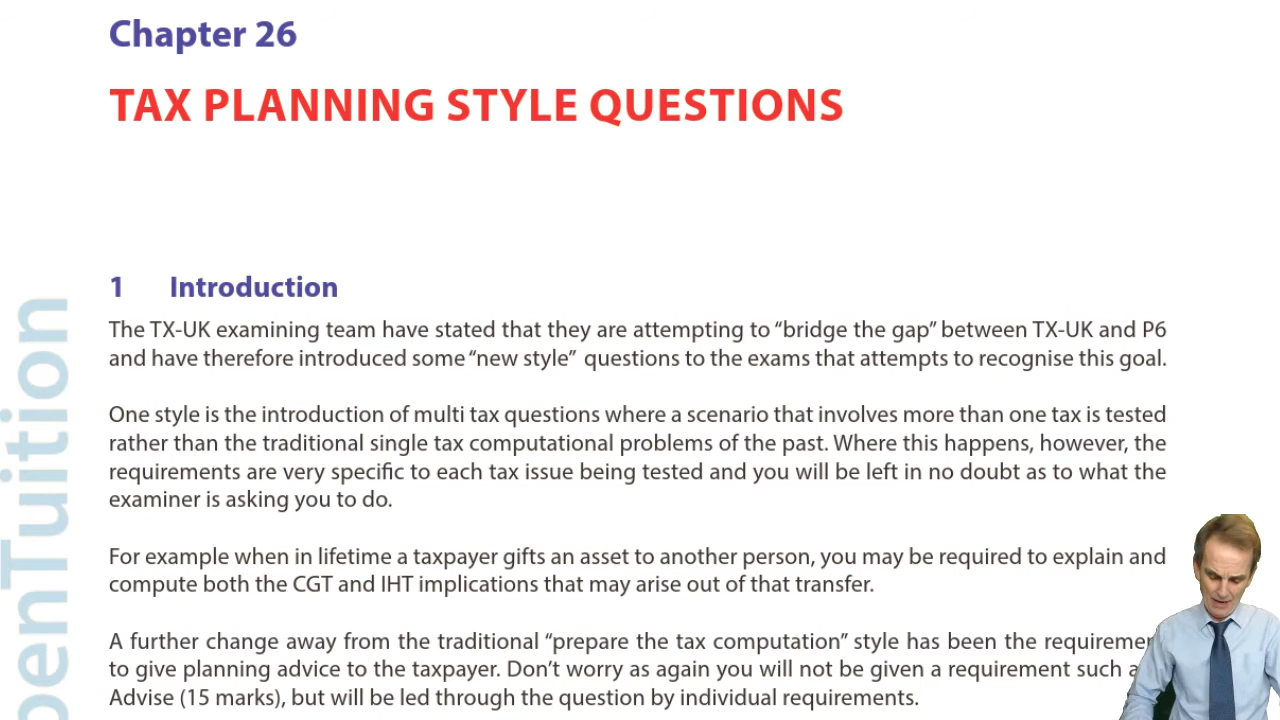 Chapter 26
TAX PLANNING STYLE QUESTIONS
1 Introduction
The TX-UK examining team have stated that they are attempting to “bridge the gap” between TX-UK and P6
and have therefore introduced some “new style” questions to the exams that attempts to recognise this goal.
One style is the introduction of multi tax questions where a scenario that involves more than one tax is tested
rather than the traditional single tax computational problems of the past. Where this happens, however, the
requirements are very specific to each tax issue being tested and you will be left in no doubt as to what the
examiner is asking you to do.
For example when in lifetime a taxpayer gifts an asset to another person, you may be required to explain and
compute both the CGT and IHT implications that may arise out of that transfer.
A further change away from the traditional “prepare the tax computation” style has been the
to give planning advice to the taxpayer. Don’t worry as again you will not be given a requirement such
Advise (15 marks), but will be led through the question by individual requirements.
penTuition